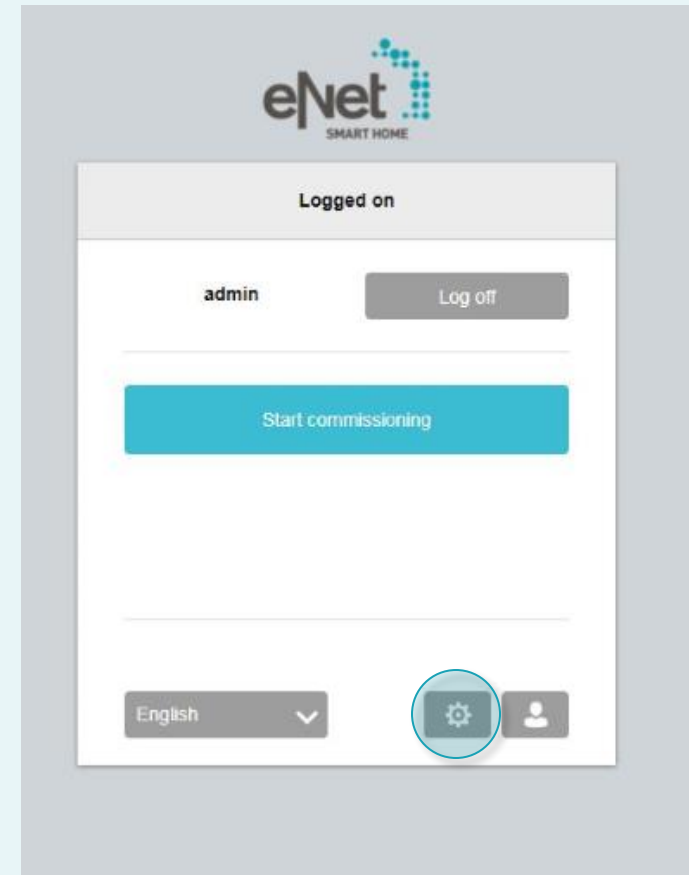 eNet
SMART HOME
Logged on
admin
Log off
Start commissioning
English